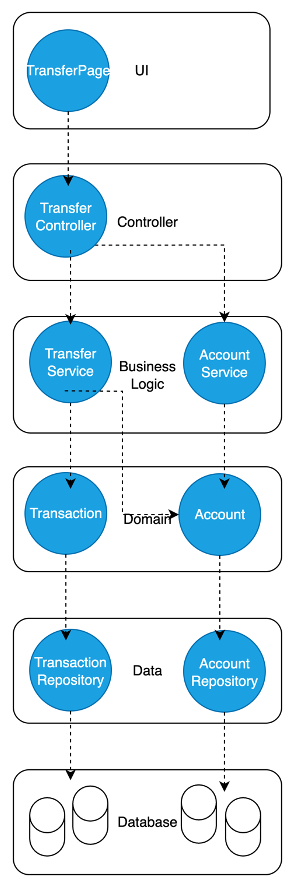 TransferPage
UI
Transfer
Controller
Controller
Transfer
Service
Business
Logic
Account
Service
Transaction
Domain
Account
Transaction
Repository
Data
Account
Repository
Database